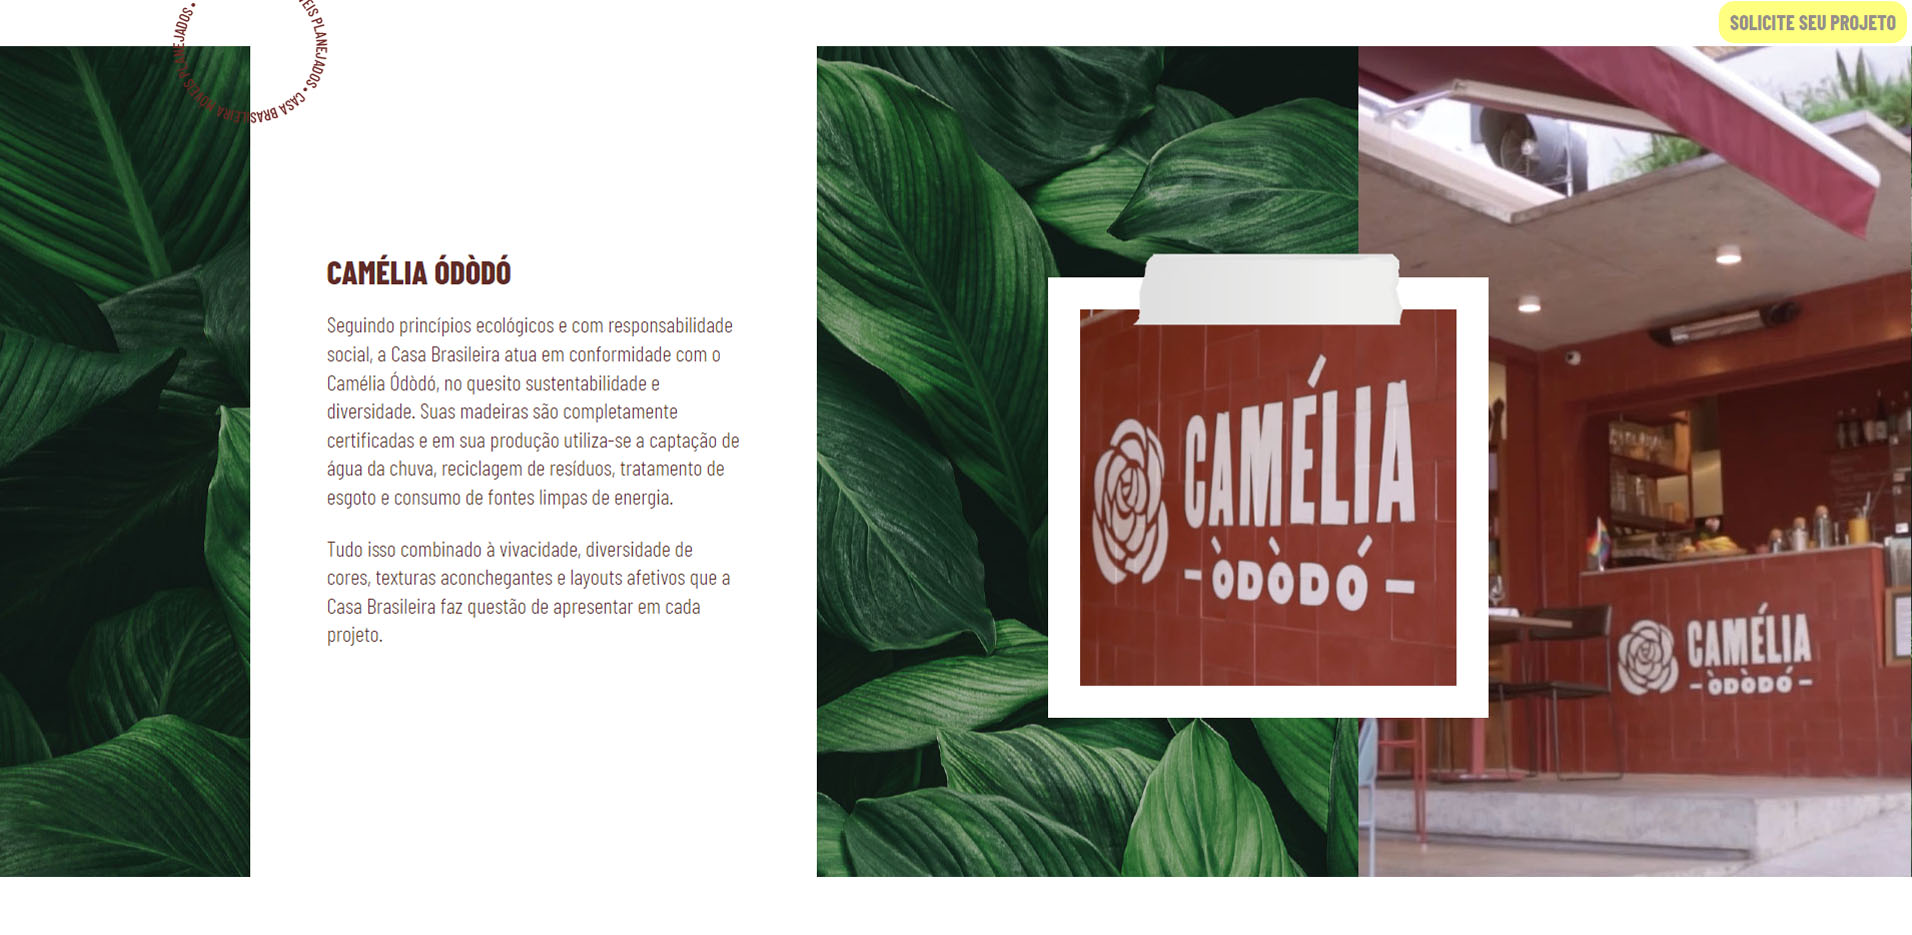 EIS PLANEJADOS • CASA BRASILEIRA MÓVEIS PLANEJADOS •
SOLICITE SEU PROJETO
CAMÉLIA ÓDÒDÓ
Seguindo princípios ecológicos e com responsabilidade
social, a Casa Brasileira atua em conformidade com o
Camélia Ódòdó, no quesito sustentabilidade e
diversidade. Suas madeiras são completamente
certificadas e em sua produção utiliza-se a captação de
água da chuva, reciclagem de resíduos, tratamento de
esgoto e consumo de fontes limpas de energia.
Tudo isso combinado à vivacidade, diversidade de
cores, texturas aconchegantes e layouts afetivos que a
Casa Brasileira faz questão de apresentar em cada
projeto.
CAMÉLIA
ÒDÒDÓ
CAMÉLIA
ÒDÒDÓ